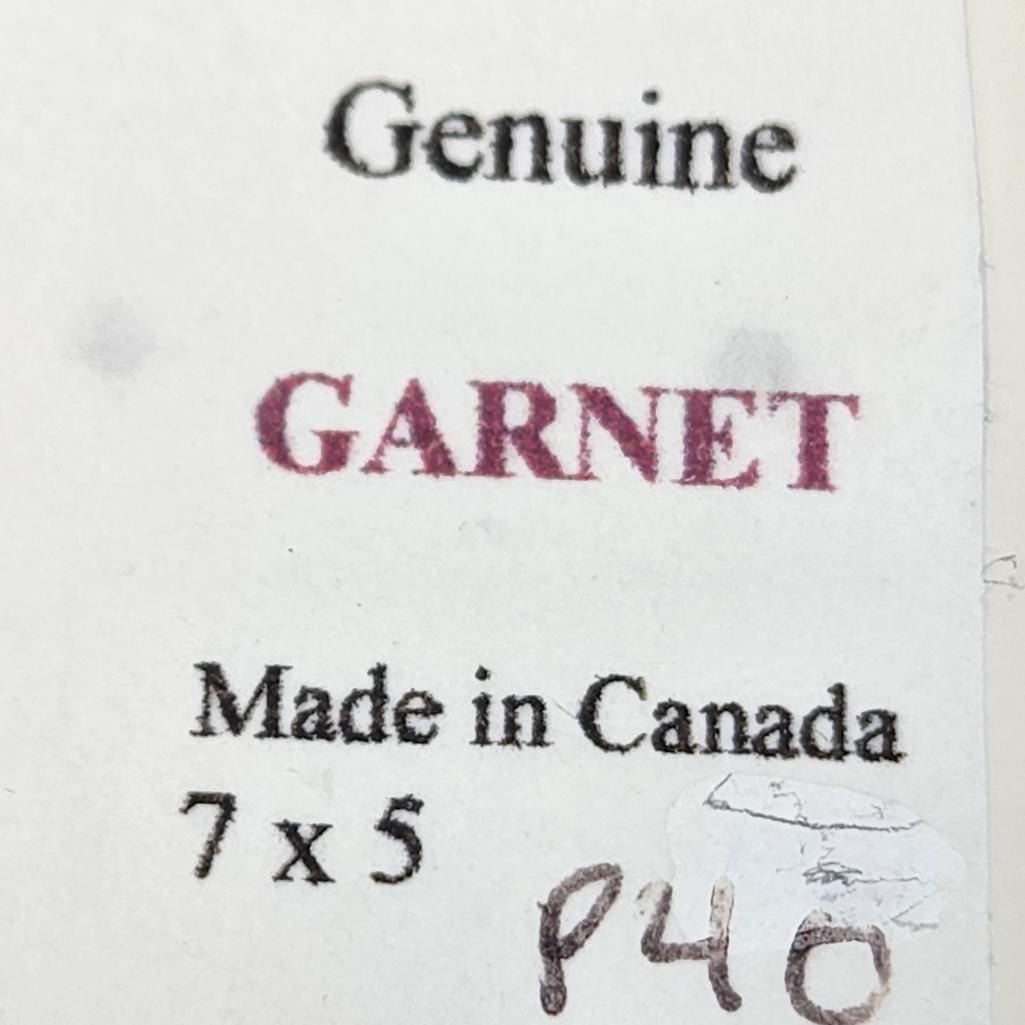 Genuine
GARNET
Made in Canada
7 x 5
P40